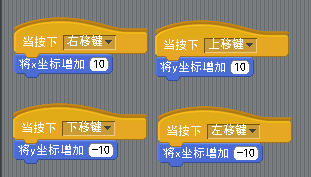 当按下 右移键
将x坐标增加 10
当按下 上移键
将y坐标增加 10
当按下 下移键
将y坐标增加 -10
当按下 左移键
将x坐标增加 -10